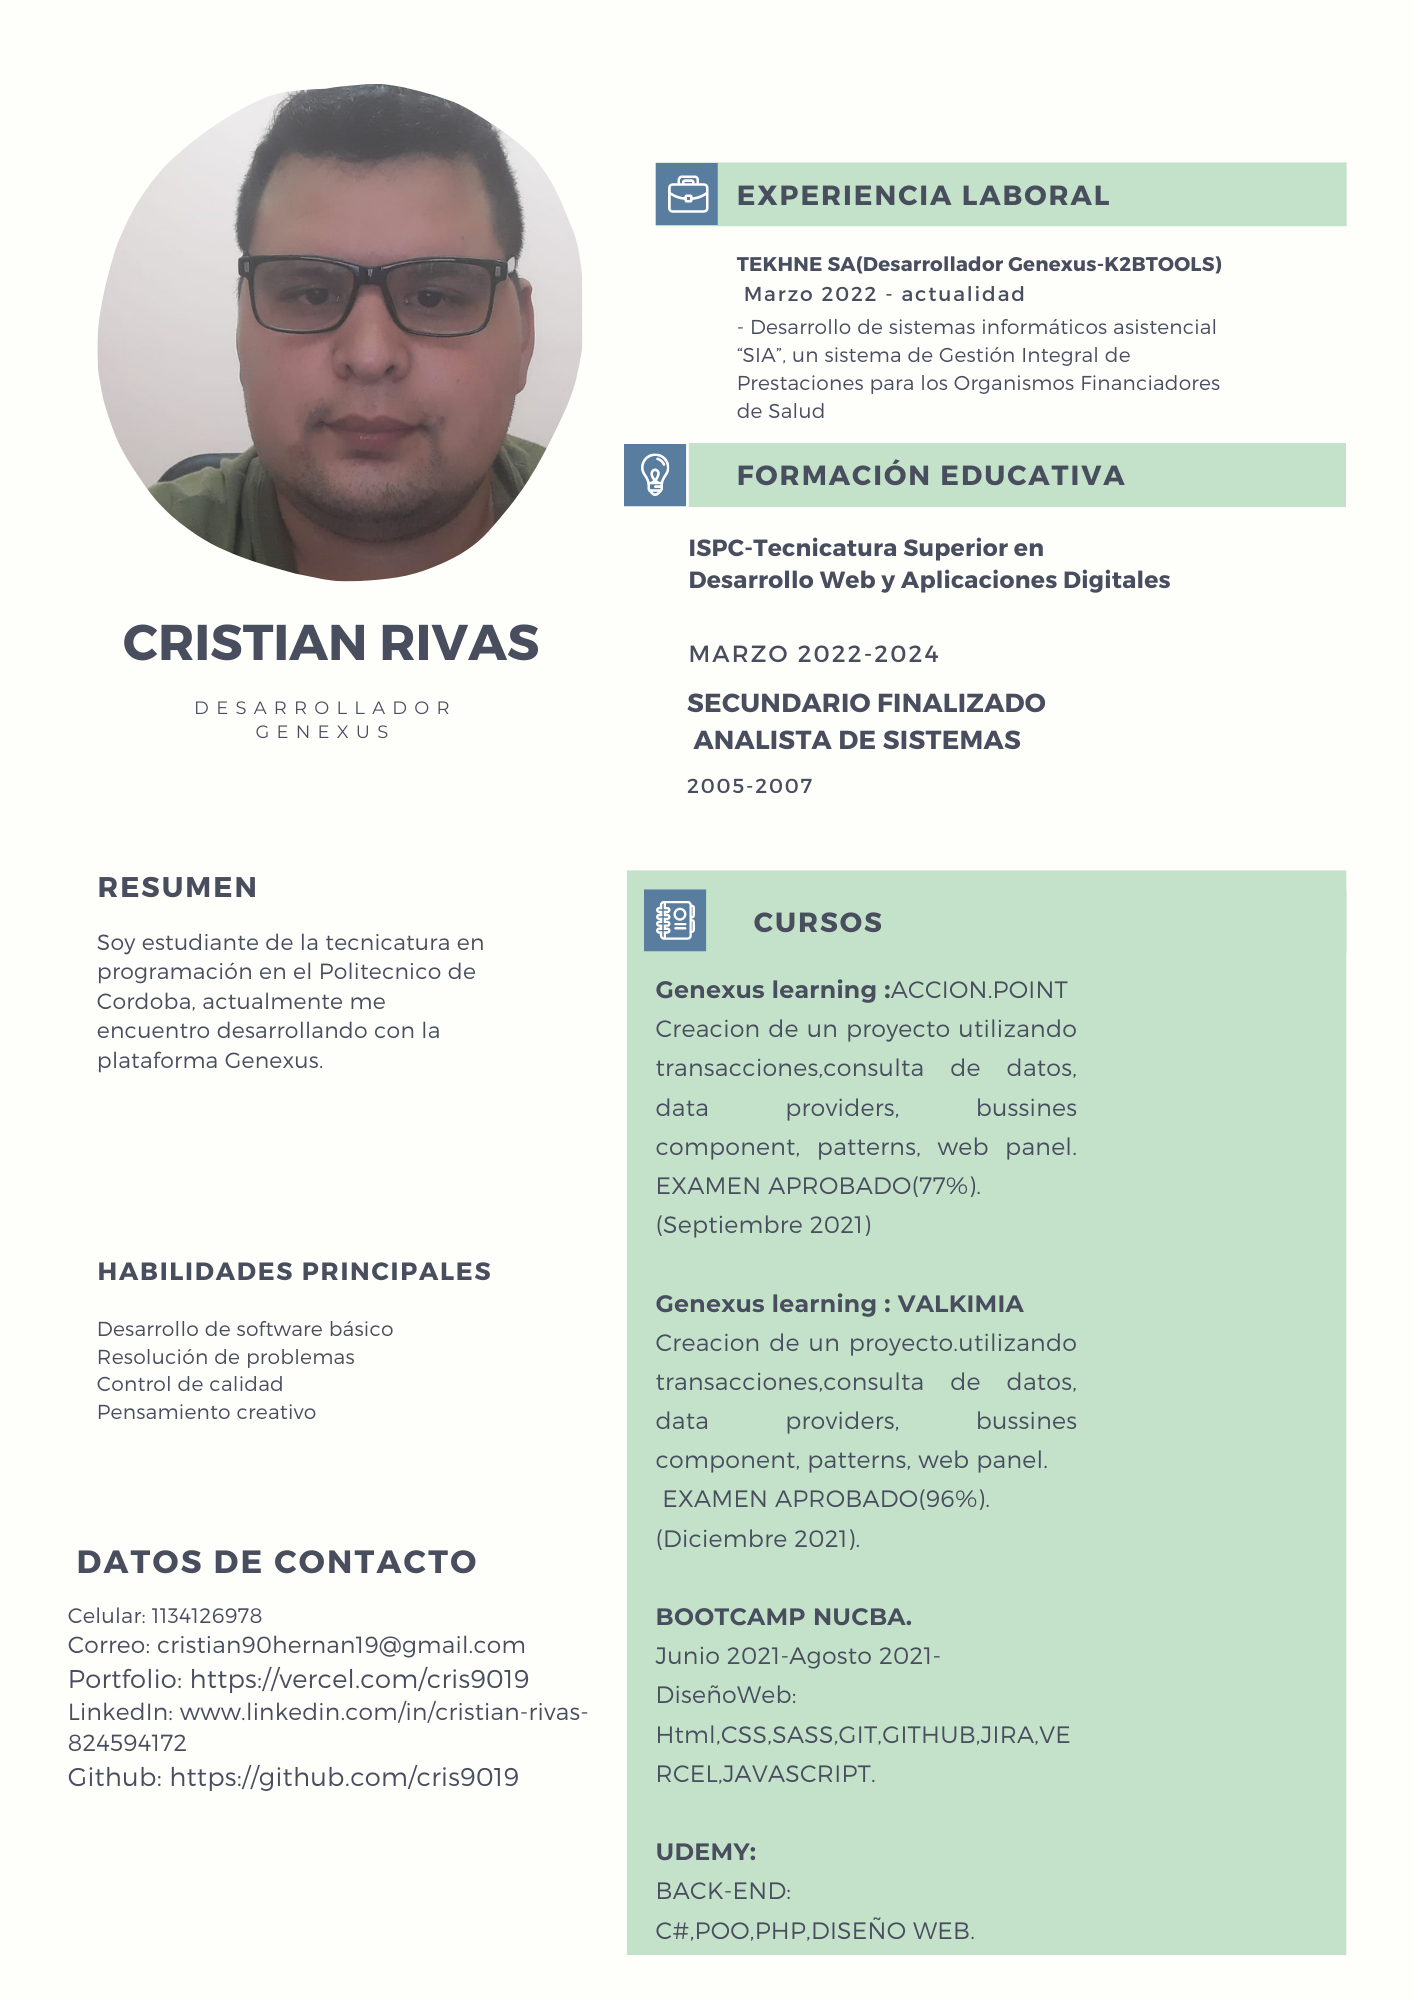 CRISTIAN RIVAS
DESARROLLADOR
GENEXUS
RESUMEN
Soy estudiante de la tecnicatura en
programación en el Politecnico de
Cordoba, actualmente me
encuentro desarrollando con la
plataforma Genexus.
HABILIDADES PRINCIPALES
Desarrollo de software básico
Resolución de problemas
Control de calidad
Pensamiento creativo
DATOS DE CONTACTO
Celular: 1134126978
Correo: cristian90hernan19@gmail.com
Portfolio: https://vercel.com/cris9019
LinkedIn: www.linkedin.com/in/cristian-rivas-
824594172
Github: https://github.com/cris9019
EXPERIENCIA LABORAL
TEKHNE SA(Desarrollador Genexus-K2BTOOLS)
Marzo 2022 - actualidad
- Desarrollo de sistemas informáticos asistencial
“SIA”, un sistema de Gestión Integral de
Prestaciones para los Organismos Financiadores
de Salud
FORMACIÓN EDUCATIVA
ISPC-Tecnicatura Superior en
Desarrollo Web y Aplicaciones Digitales
MARZO 2022-2024
SECUNDARIO FINALIZADO
ANALISTA DE SISTEMAS
2005-2007
CURSOS
Genexus learning :ACCION.POINT
Creacion de un proyecto utilizando
transacciones,consulta de datos,
data providers, bussines
component, patterns, web panel.
EXAMEN APROBADO(77%).
(Septiembre 2021)
Genexus learning : VALKIMIA
Creacion de un proyecto.utilizando
transacciones,consulta de datos,
data providers, bussines
component, patterns, web panel.
EXAMEN APROBADO(96%).
(Diciembre 2021).
BOOTCAMP NUCBA.
Junio 2021-Agosto 2021-
DiseñoWeb:
Html,CSS,SASS,GIT,GITHUB,JIRA,VE
RCEL,JAVASCRIPT.
UDEMY:
BACK-END:
C#,POO,PHP,DISEÑO WEB.